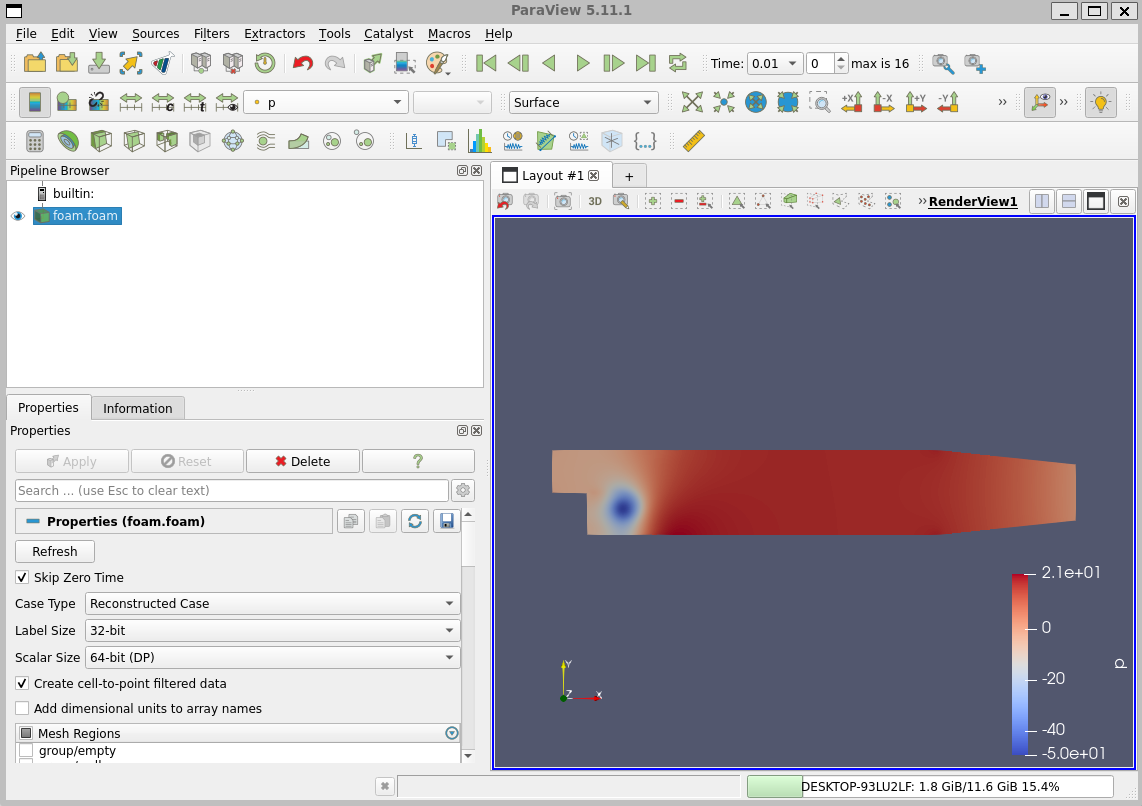 ParaView 5.11.1
File Edit View Sources Filters Extractors Tools Catalyst Macros Help
Time: 0.01 0 max is 16
p Surface +X -X +Y -Y
Pipeline Browser
builtin:
foam.foam
Layout #1 +
3D RenderView1
Properties Information
Properties
Apply Reset Delete ?
Search ... (use Esc to clear text)
Properties (foam.foam)
Refresh
Skip Zero Time
Case Type Reconstructed Case
Label Size 32-bit
Scalar Size 64-bit (DP)
Create cell-to-point filtered data
Add dimensional units to array names
Mesh Regions
group/empty
2.1e+01
0
-20
-40
-5.0e+01
p
Y
Z X
DESKTOP-93LU2LF: 1.8 GiB/11.6 GiB 15.4%